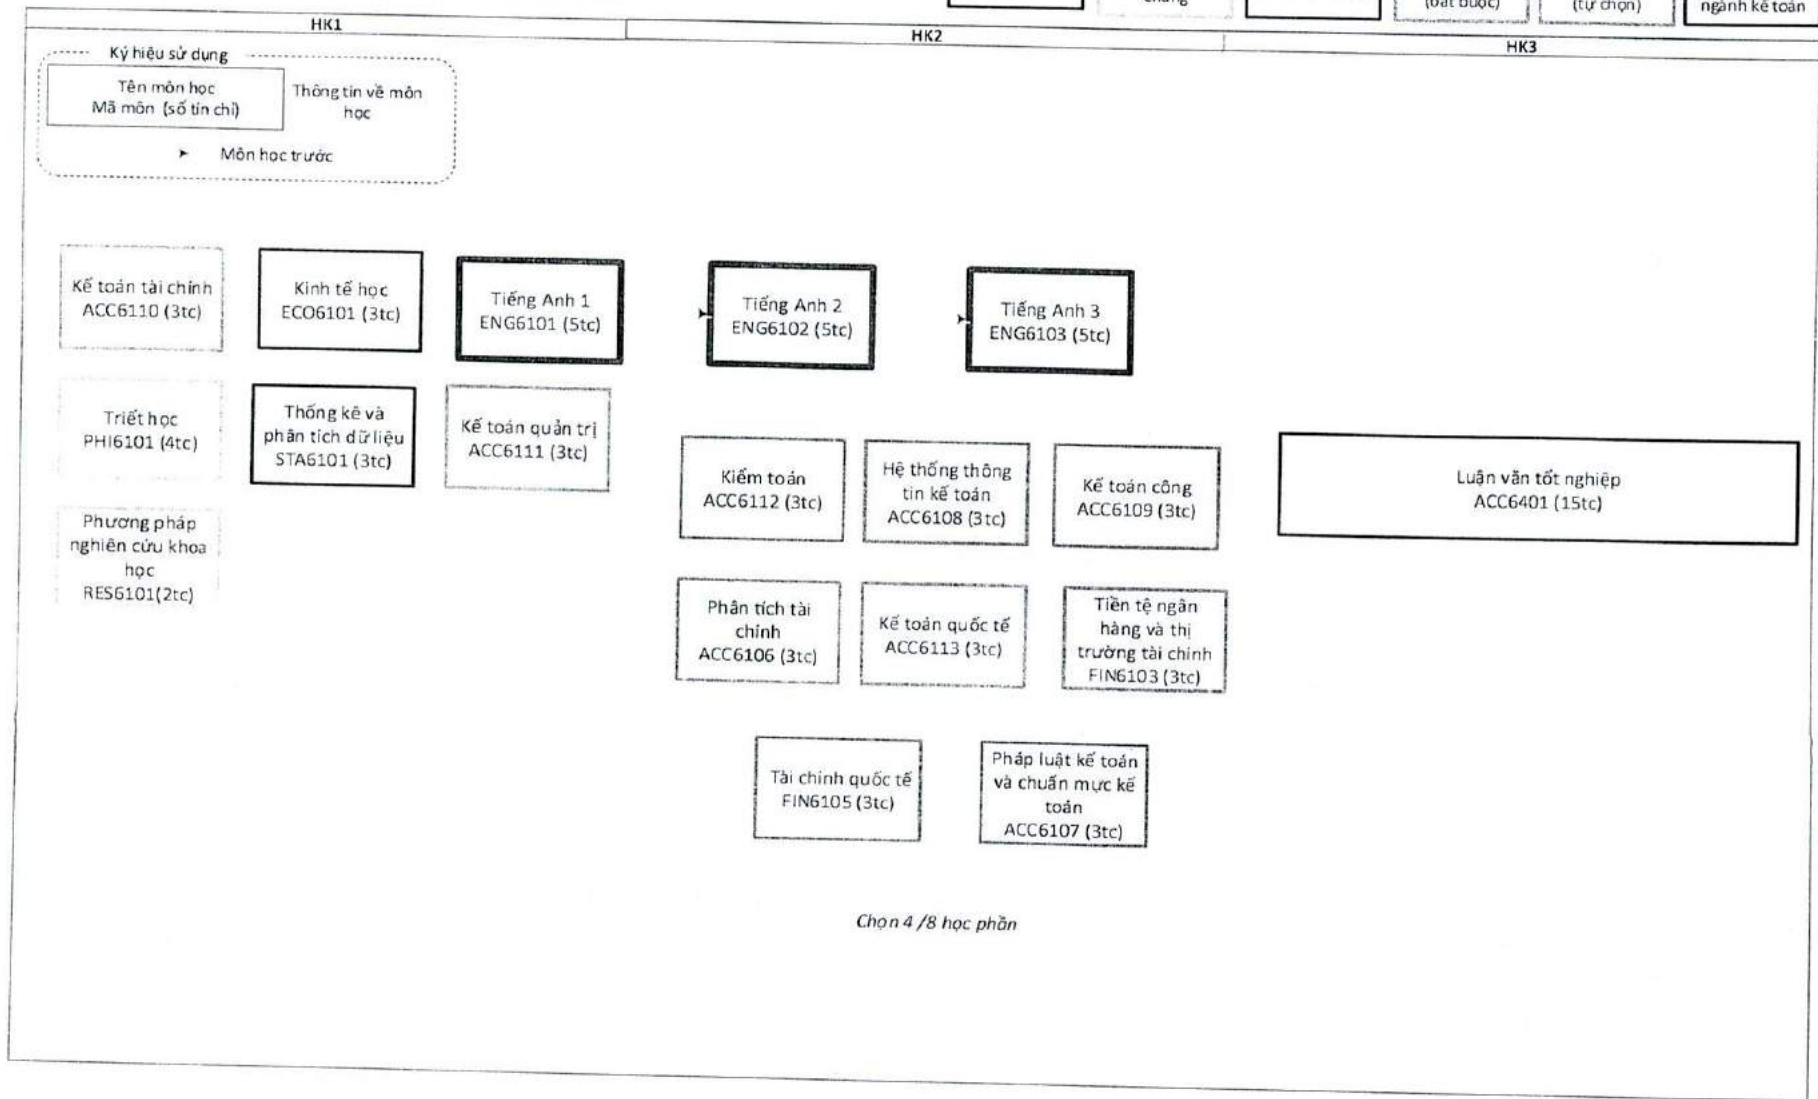 (bắt buộc)
(tự chọn)
ngành kế toán
HK1
HK2
HK3
Ký hiệu sử dụng
Tên môn học
Mã môn (số tín chỉ)
Thông tin về môn
học
Môn học trước
Kế toán tài chính
ACC6110 (3tc)
Kinh tế học
ECO6101 (3tc)
Tiếng Anh 1
ENG6101 (5tc)
Tiếng Anh 2
ENG6102 (5tc)
Tiếng Anh 3
ENG6103 (5tc)
Triết học
PHI6101 (4tc)
Thống kê và
phân tích dữ liệu
STA6101 (3tc)
Kế toán quản trị
ACC6111 (3tc)
Kiểm toán
ACC6112 (3tc)
Hệ thống thông
tin kế toán
ACC6108 (3tc)
Kế toán công
ACC6109 (3tc)
Luận văn tốt nghiệp
ACC6401 (15tc)
Phương pháp
nghiên cứu khoa
học
RES6101(2tc)
Phân tích tài
chính
ACC6106 (3tc)
Kế toán quốc tế
ACC6113 (3tc)
Tiền tệ ngân
hàng và thị
trường tài chính
FIN6103 (3tc)
Tài chính quốc tế
FIN6105 (3tc)
Pháp luật kế toán
và chuẩn mực kế
toán
ACC6107 (3tc)
Chọn 4 /8 học phần